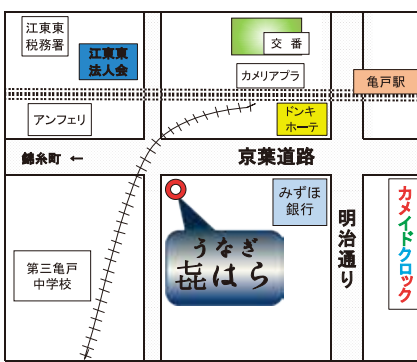 江東東
税務署
江東東
法人会
交番
カメリアプラ
亀戸駅
アンフェリ
ドンキ
ホーテ
錦糸町 ←
京葉道路
みずほ
銀行
明治通り
カメイドクロック
うなぎ
㐂はら
第三亀戸
中学校